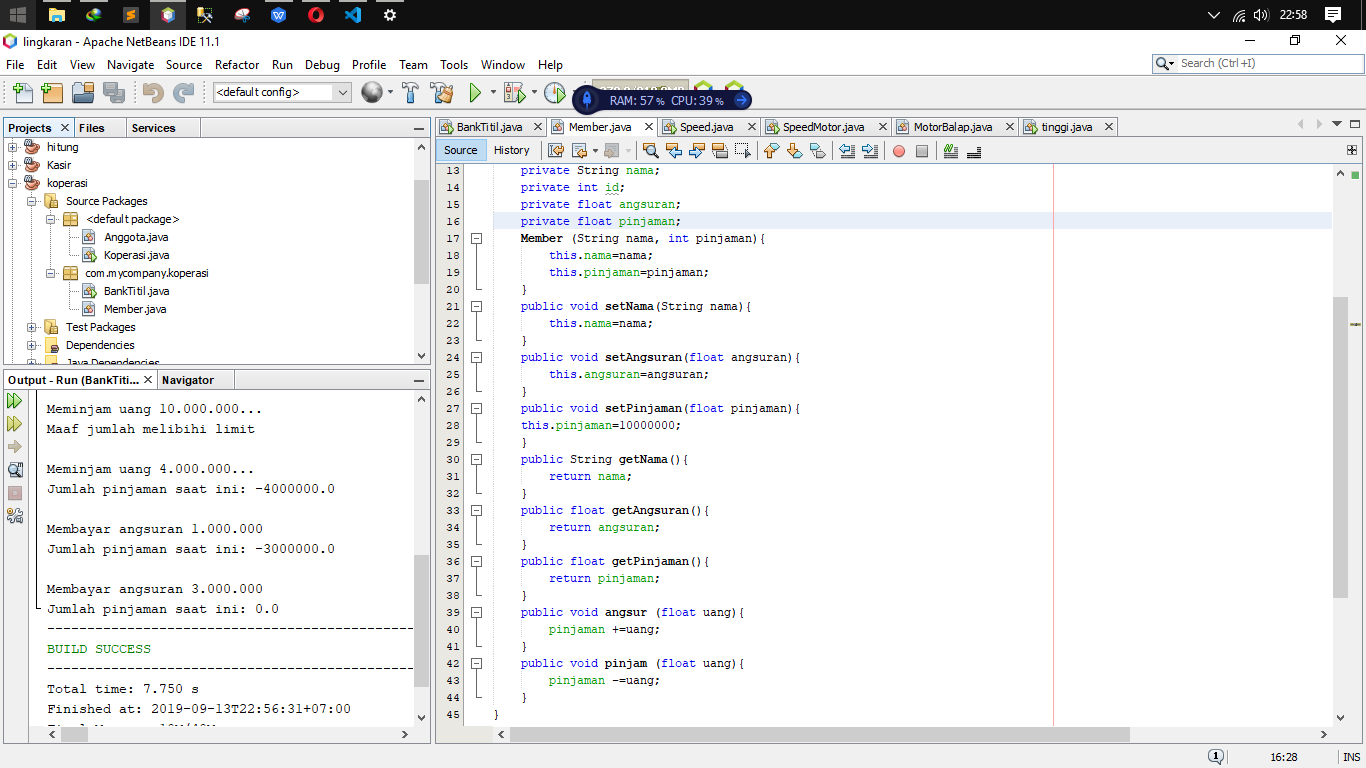 22:58
lingkaran - Apache NetBeans IDE 11.1
File Edit View Navigate Source Refactor Run Debug Profile Team Tools Window Help
Search (Ctrl+I)
<default config>
RAM: 57 % CPU: 39 %
Projects Files Services
hitung
Kasir
koperasi
Source Packages
<default package>
Anggota.java
Koperasi.java
com.mycompany.koperasi
BankTitil.java
Member.java
Test Packages
Dependencies
Java Dependencies
Output - Run (BankTiti... Navigator
Meminjam uang 10.000.000...
Maaf jumlah melibihi limit
Meminjam uang 4.000.000...
Jumlah pinjaman saat ini: -4000000.0
Membayar angsuran 1.000.000
Jumlah pinjaman saat ini: -3000000.0
Membayar angsuran 3.000.000
Jumlah pinjaman saat ini: 0.0
------------------------------------------------
BUILD SUCCESS
------------------------------------------------
Total time: 7.750 s
Finished at: 2019-09-13T22:56:31+07:00
BankTitil.java Member.java Speed.java SpeedMotor.java MotorBalap.java tinggi.java
Source History
13 private String nama;
14 private int id;
15 private float angsuran;
16 private float pinjaman;
17 Member (String nama, int pinjaman){
18 this.nama=nama;
19 this.pinjaman=pinjaman;
20 }
21 public void setNama(String nama){
22 this.nama=nama;
23 }
24 public void setAngsuran(float angsuran){
25 this.angsuran=angsuran;
26 }
27 public void setPinjaman(float pinjaman){
28 this.pinjaman=10000000;
29 }
30 public String getNama(){
31 return nama;
32 }
33 public float getAngsuran(){
34 return angsuran;
35 }
36 public float getPinjaman(){
37 return pinjaman;
38 }
39 public void angsur (float uang){
40 pinjaman +=uang;
41 }
42 public void pinjam (float uang){
43 pinjaman -=uang;
44 }
45 }
1
16:28 INS